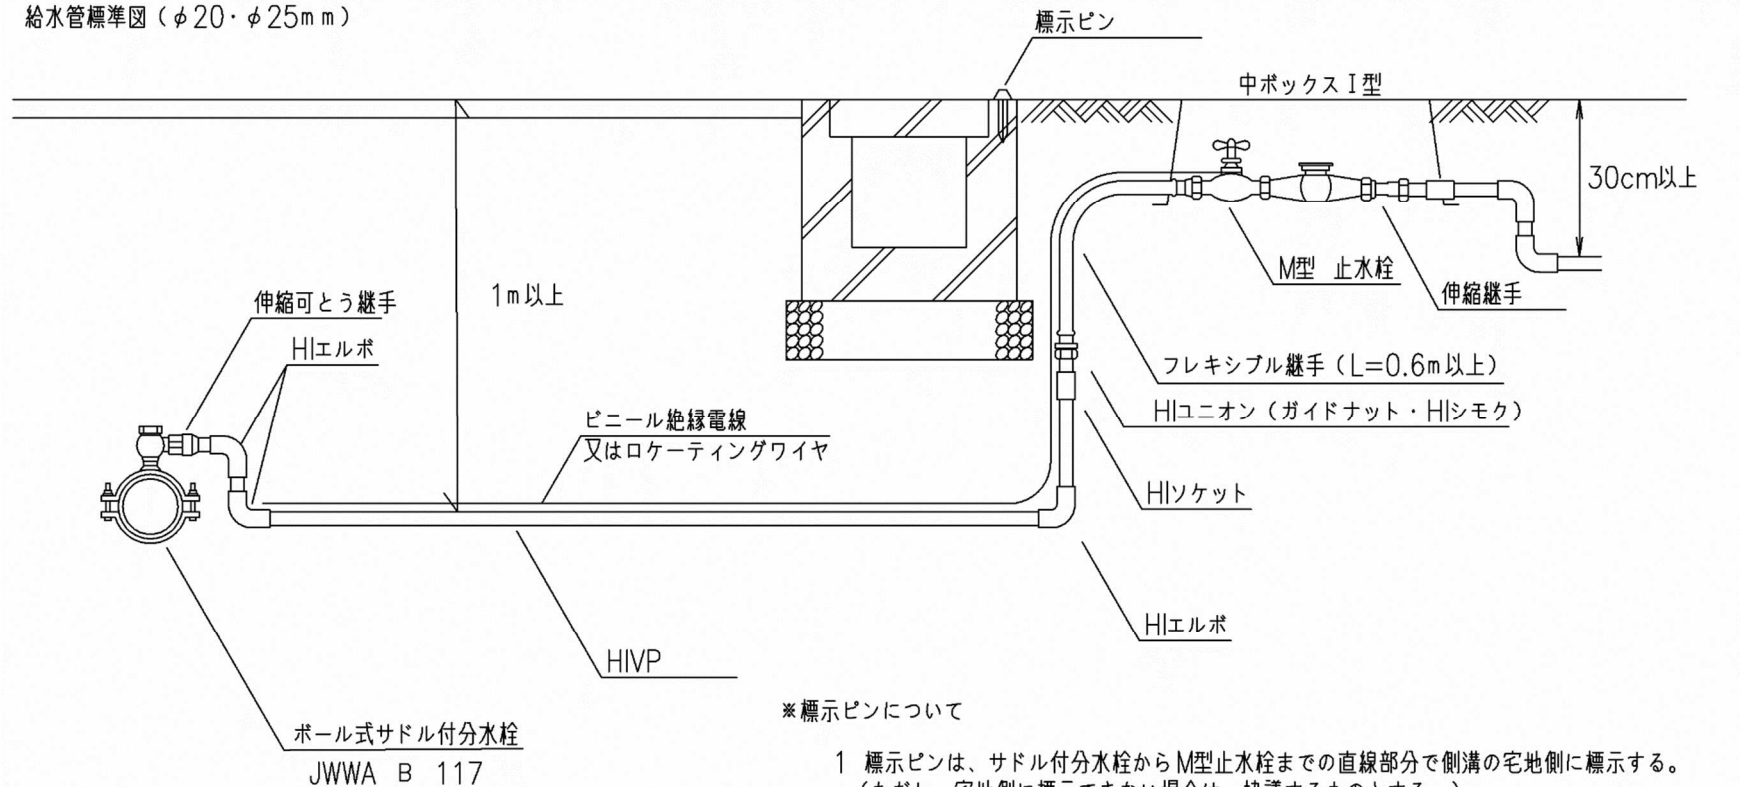 給水管標準図（φ20・φ25mm）
標示ピン
中ボックスⅠ型
30cm以上
M型 止水栓
伸縮継手
1m以上
伸縮可とう継手
HIエルボ
フレキシブル継手（L=0.6m以上）
HIユニオン（ガイドナット・HIシモク）
ビニール絶縁電線
又はロケーティングワイヤ
HIソケット
HIエルボ
HIVP
ボール式サドル付分水栓
JWWA B 117
※標示ピンについて
1 標示ピンは、サドル付分水栓からM型止水栓までの直線部分で側溝の宅地側に標示する。